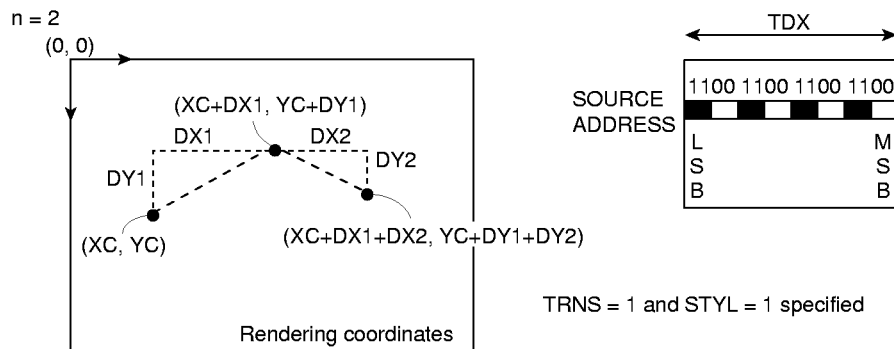 n = 2
(0, 0)
(XC+DX1, YC+DY1)
DX1
DX2
DY1
DY2
(XC, YC)
(XC+DX1+DX2, YC+DY1+DY2)
Rendering coordinates
TDX
1100 1100 1100 1100
SOURCE
ADDRESS
L M
S S
B B
TRNS = 1 and STYL = 1 specified